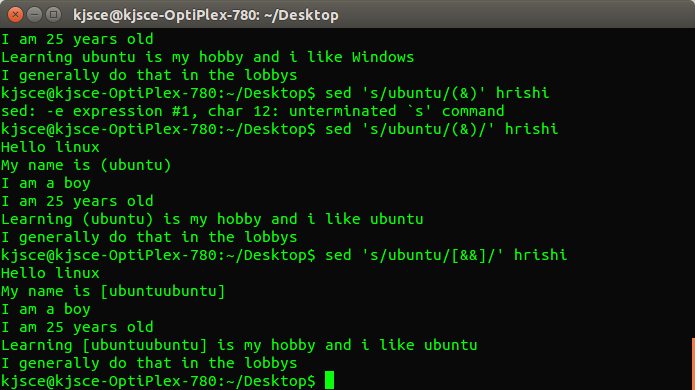 kjsce@kjsce-OptiPlex-780: ~/Desktop
I am 25 years old
Learning ubuntu is my hobby and i like Windows
I generally do that in the lobbys
kjsce@kjsce-OptiPlex-780:~/Desktop$ sed 's/ubuntu/(&)' hrishi
sed: -e expression #1, char 12: unterminated `s' command
kjsce@kjsce-OptiPlex-780:~/Desktop$ sed 's/ubuntu/(&)/' hrishi
Hello linux
My name is (ubuntu)
I am a boy
I am 25 years old
Learning (ubuntu) is my hobby and i like ubuntu
I generally do that in the lobbys
kjsce@kjsce-OptiPlex-780:~/Desktop$ sed 's/ubuntu/[&&]/' hrishi
Hello linux
My name is [ubuntuubuntu]
I am a boy
I am 25 years old
Learning [ubuntuubuntu] is my hobby and i like ubuntu
I generally do that in the lobbys
kjsce@kjsce-OptiPlex-780:~/Desktop$